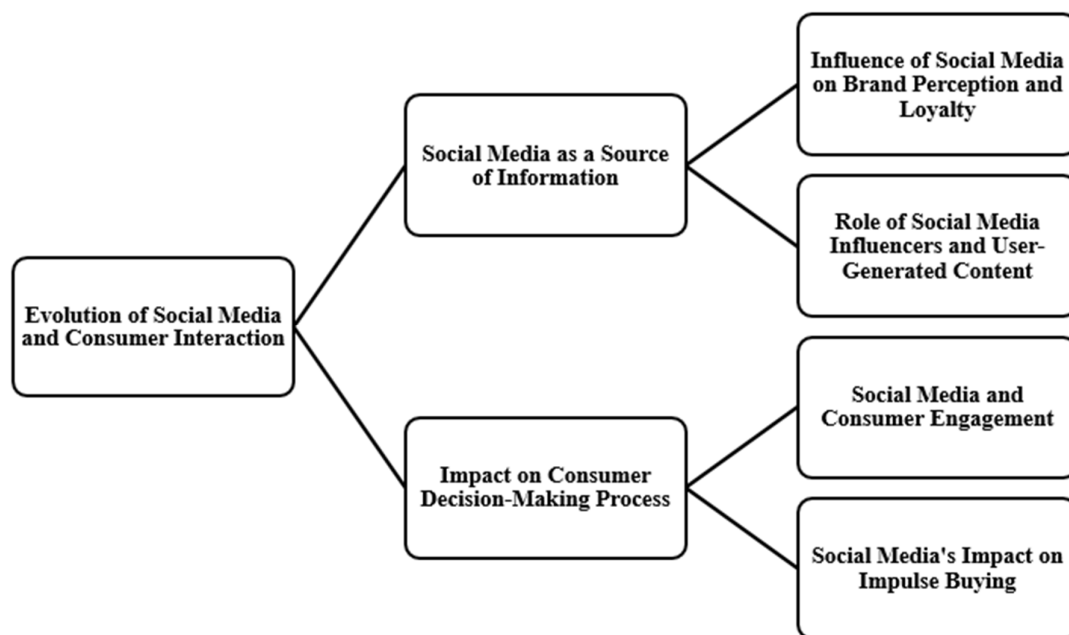 Evolution of Social Media
and Consumer Interaction
Social Media as a Source
of Information
Influence of Social Media
on Brand Perception and
Loyalty
Role of Social Media
Influencers and User-
Generated Content
Impact on Consumer
Decision-Making Process
Social Media and
Consumer Engagement
Social Media's Impact on
Impulse Buying